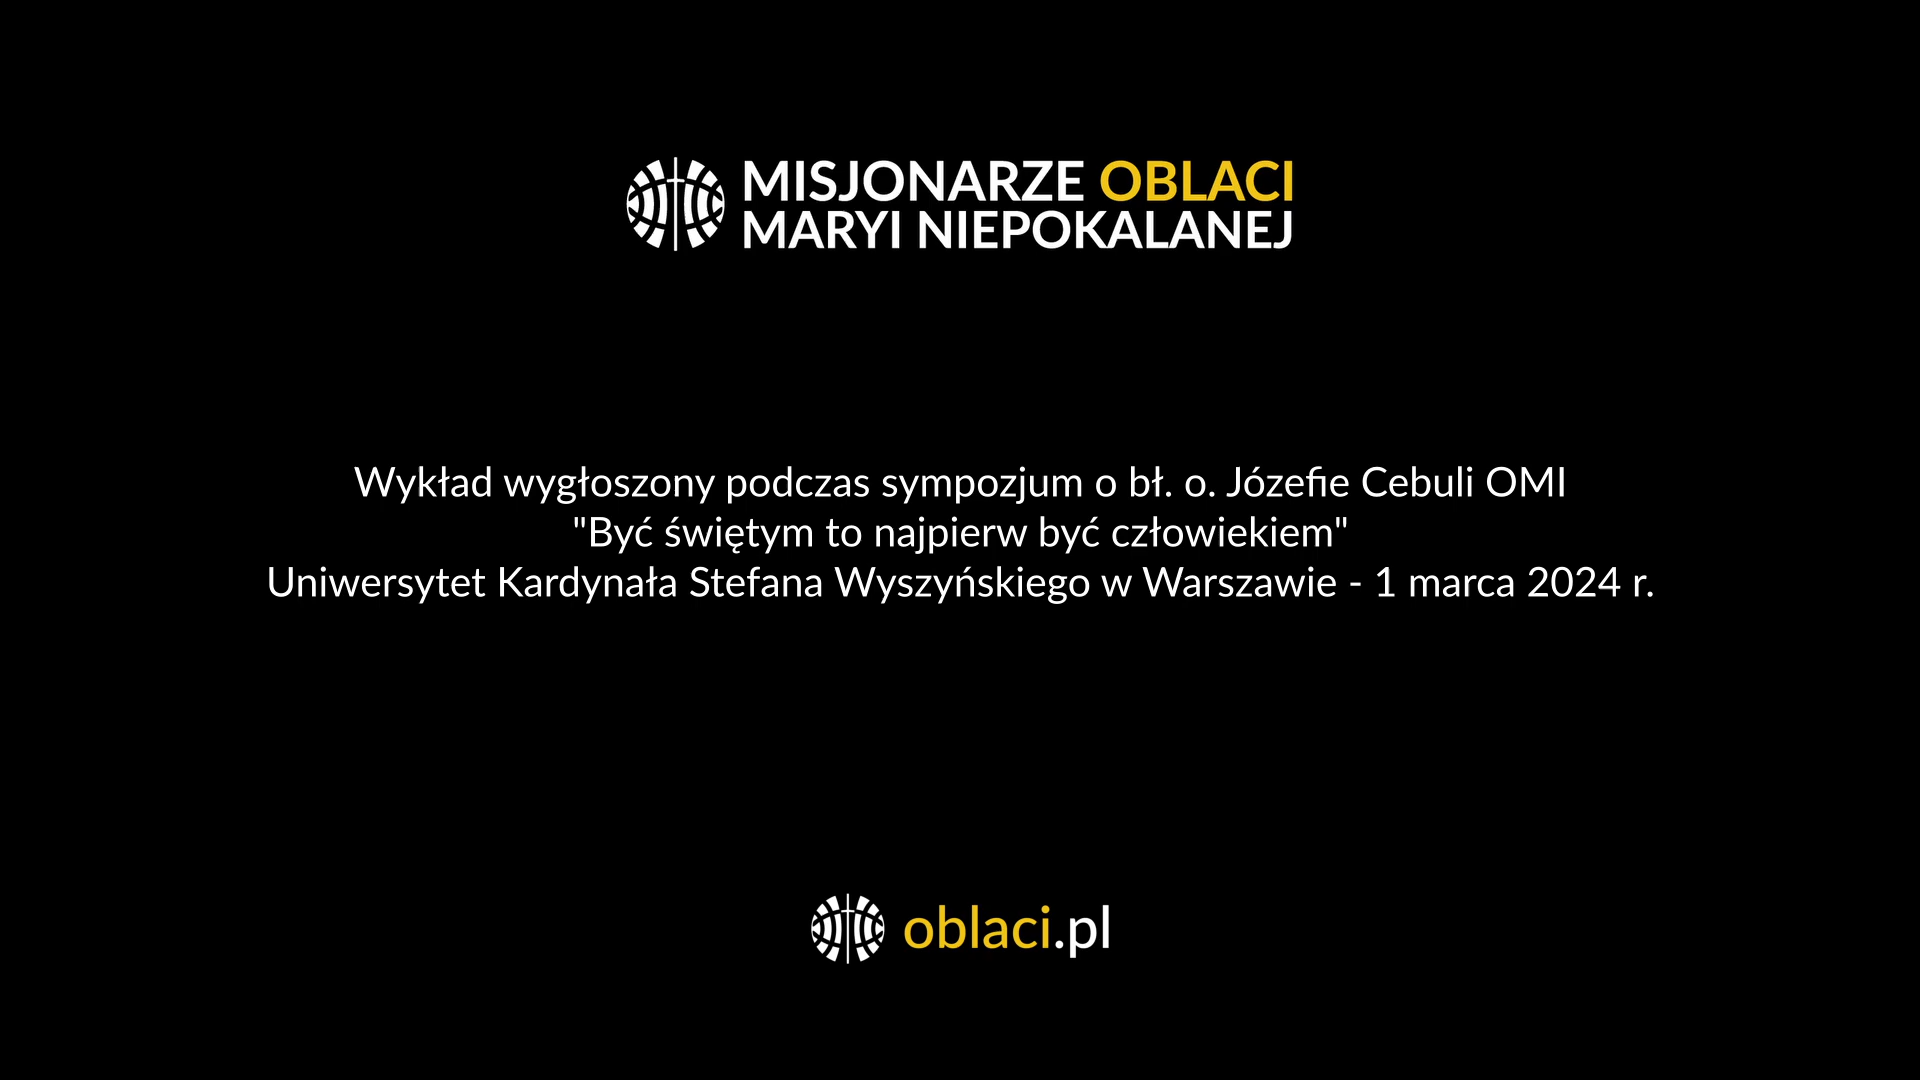 MISJONARZE OBLACI
MARYI NIEPOKALANEJ
Wykład wygłoszony podczas sympozjum o bł. o. Józefie Cebuli OMI
"Być świętym to najpierw być człowiekiem"
Uniwersytet Kardynała Stefana Wyszyńskiego w Warszawie - 1 marca 2024 r.
oblaci.pl